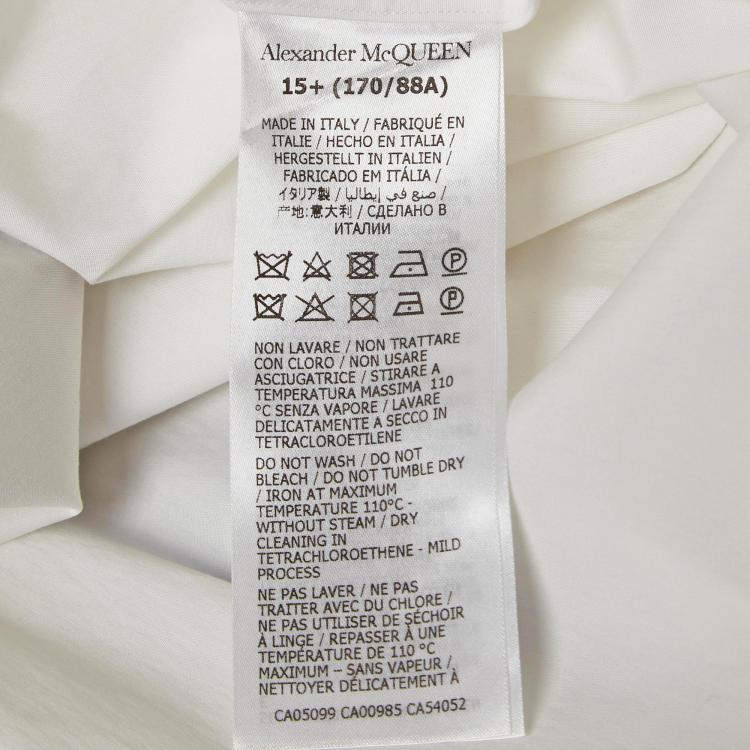 Alexander McQUEEN
15+ (170/88A)
MADE IN ITALY / FABRIQUÉ EN
ITALIE / HECHO EN ITALIA /
HERGESTELLT IN ITALIEN /
FABRICADO EM ITÁLIA /
イタリア製 / صنع في إيطاليا /
产地:意大利 / СДЕЛАНО В
ИТАЛИИ
P
P
NON LAVARE / NON TRATTARE
CON CLORO / NON USARE
ASCIUGATRICE / STIRARE A
TEMPERATURA MASSIMA 110
°C SENZA VAPORE / LAVARE
DELICATAMENTE A SECCO IN
TETRACLOROETILENE
DO NOT WASH / DO NOT
BLEACH / DO NOT TUMBLE DRY
/ IRON AT MAXIMUM
TEMPERATURE 110°C -
WITHOUT STEAM / DRY
CLEANING IN
TETRACHLOROETHENE - MILD
PROCESS
NE PAS LAVER / NE PAS
TRAITER AVEC DU CHLORE /
NE PAS UTILISER DE SÉCHOIR
À LINGE / REPASSER À UNE
TEMPÉRATURE DE 110 °C
MAXIMUM – SANS VAPEUR /
NETTOYER DÉLICATEMENT À
CA05099 CA00985 CA54052